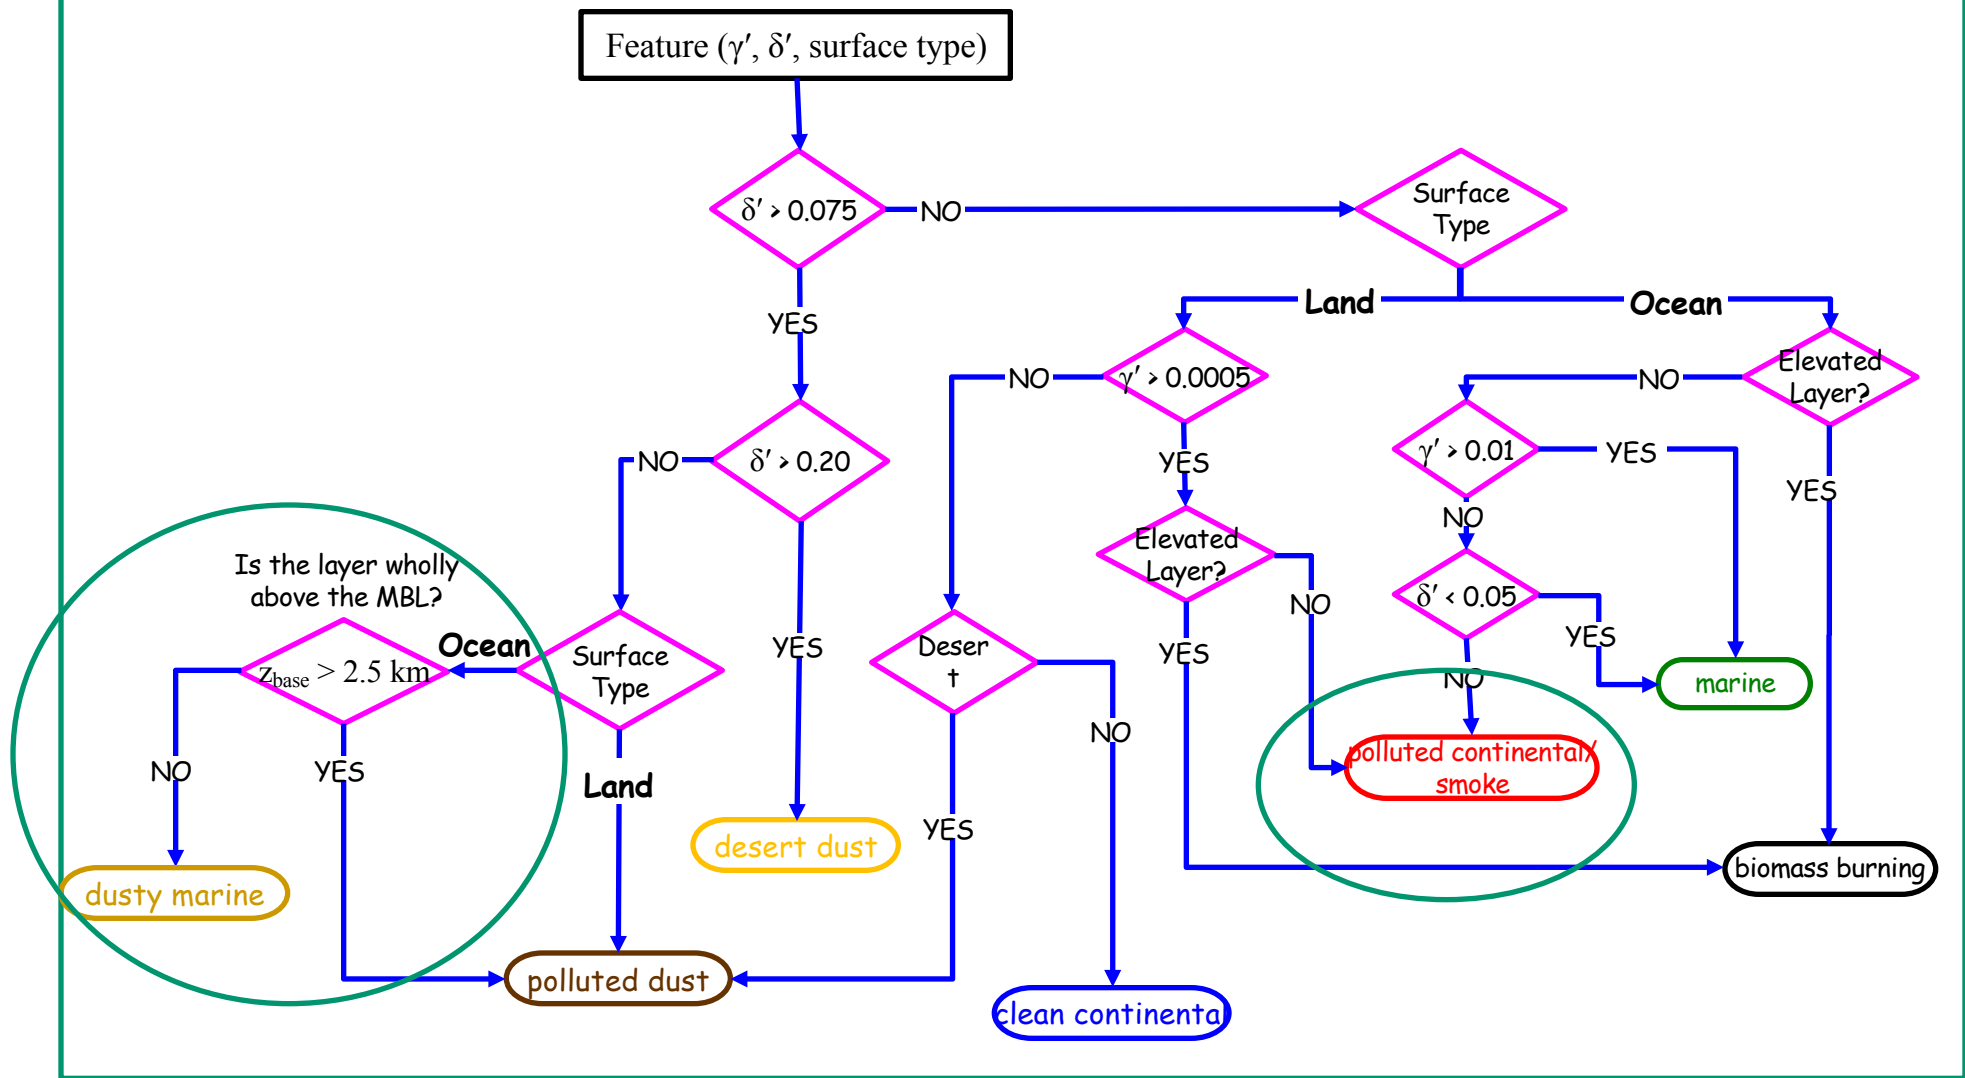 Feature (γ′, δ′, surface type)
δ′ > 0.075
NO
Surface
Type
YES
Land
Ocean
NO
γ′ > 0.0005
NO
Elevated
Layer?
NO
δ′ > 0.20
YES
γ′ > 0.01
YES
YES
NO
Elevated
Layer?
Is the layer wholly
above the MBL?
NO
δ′ < 0.05
YES
Ocean
Surface
Type
YES
Deser
t
YES
zbase > 2.5 km
NO
marine
NO
YES
Land
NO
polluted continental/
smoke
YES
desert dust
biomass burning
dusty marine
polluted dust
clean continental